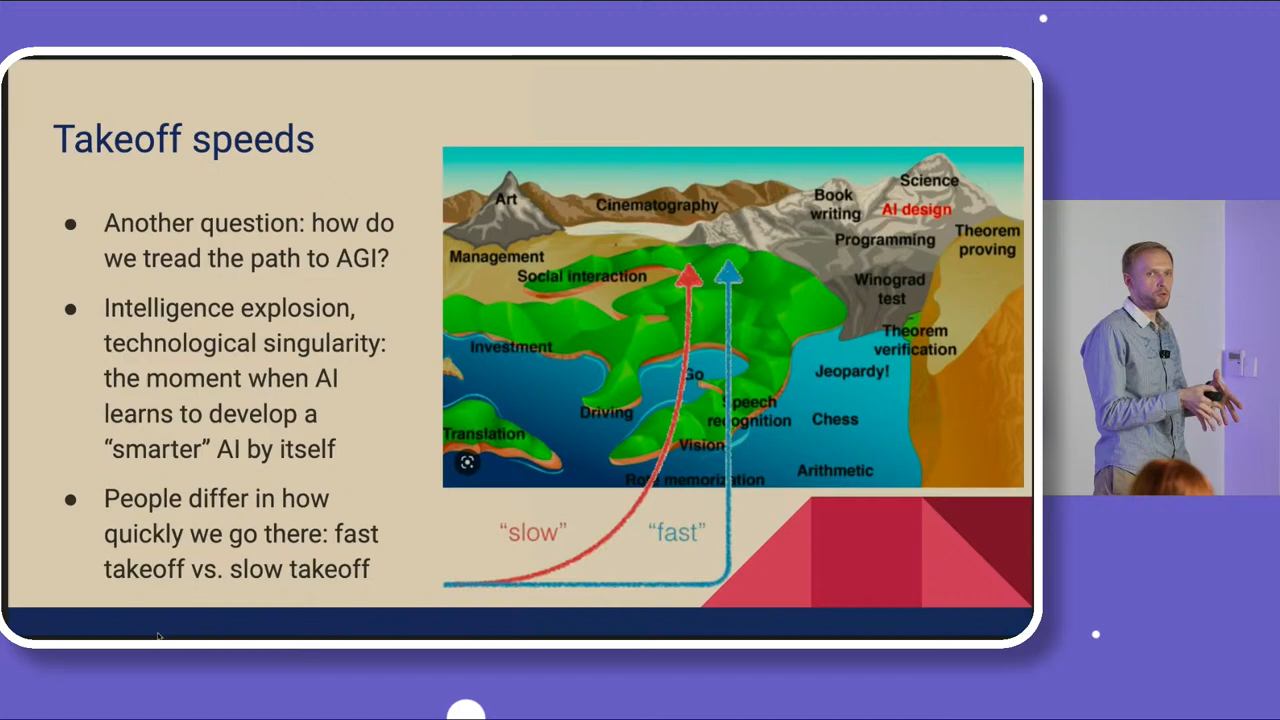 Takeoff speeds
● Another question: how do
we tread the path to AGI?
● Intelligence explosion,
technological singularity:
the moment when AI
learns to develop a
“smarter” AI by itself
● People differ in how
quickly we go there: fast
takeoff vs. slow takeoff
Art
Cinematography
Book
writing
Science
AI design
Programming
Theorem
proving
Management
Social interaction
Winograd
test
Investment
Theorem
verification
Go
Jeopardy!
Driving
Speech
recognition
Chess
Translation
Vision
Rote memorization
Arithmetic
“slow”
“fast”